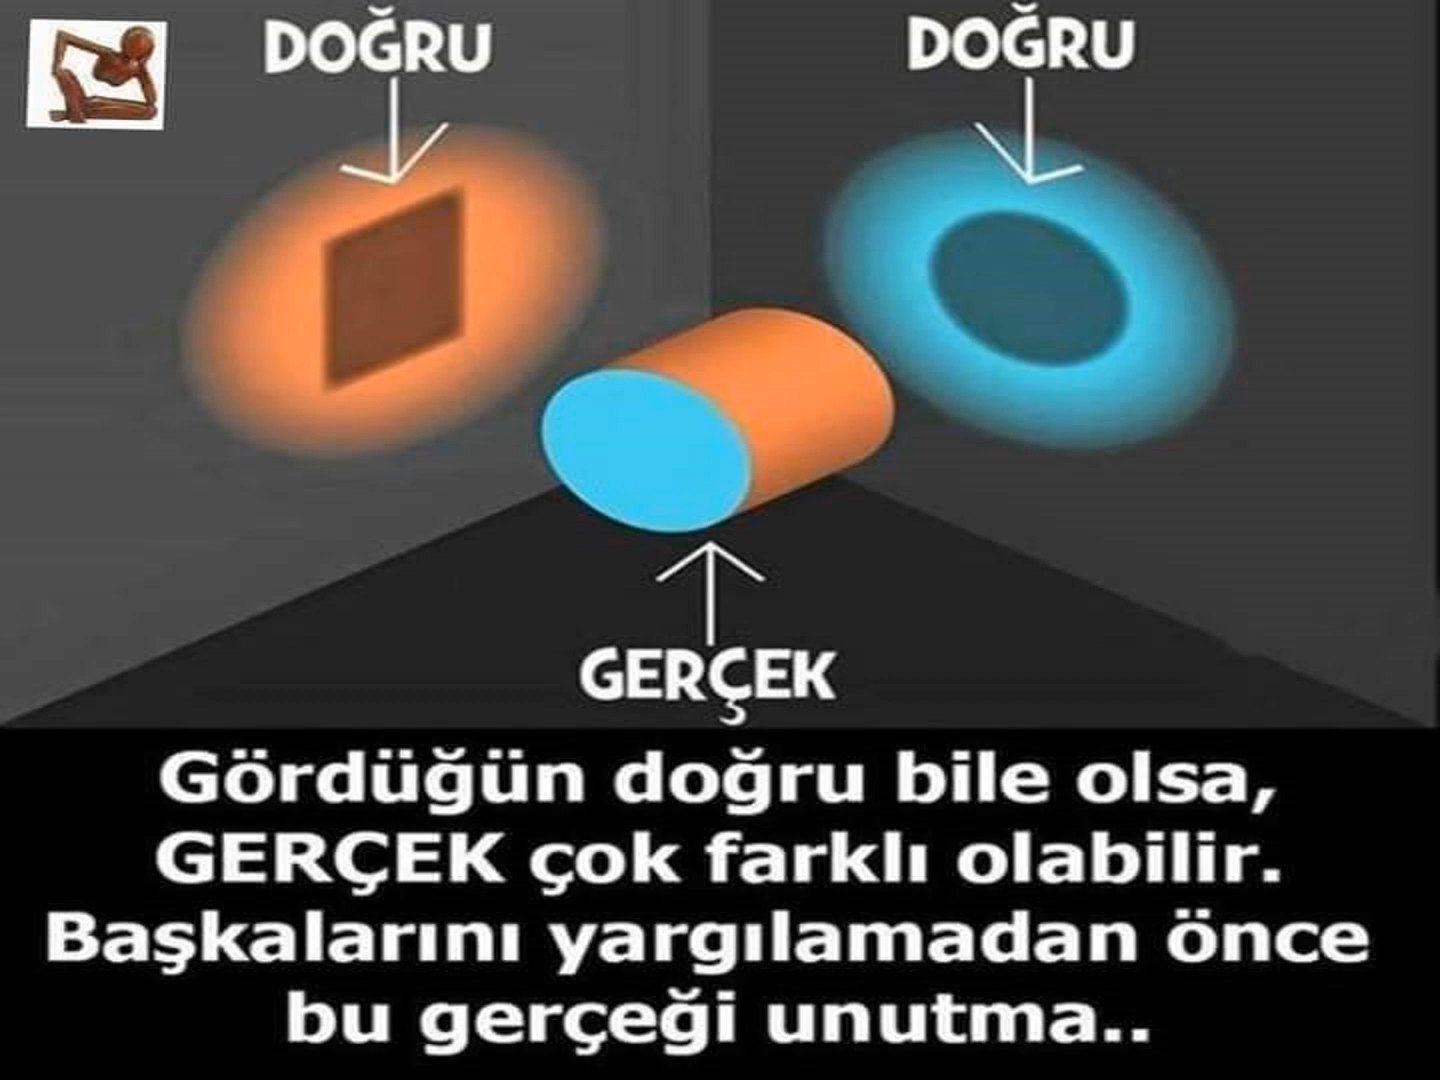 DOĞRU
DOĞRU
GERÇEK
Gördüğün doğru bile olsa,
GERÇEK çok farklı olabilir.
Başkalarını yargılamadan önce
bu gerçeği unutma..